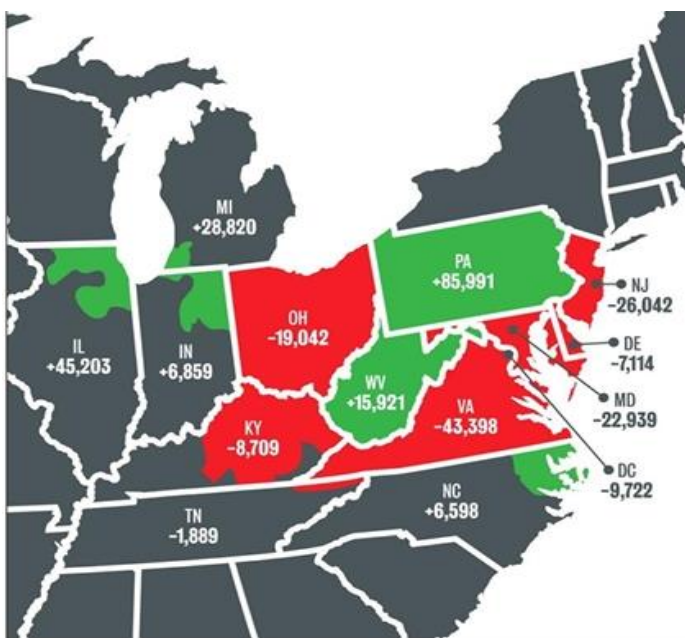 MI
+28,820
PA
+85,991
NJ
-26,042
OH
-19,042
DE
-7,114
IL
+45,203
IN
+6,859
WV
+15,921
MD
-22,939
VA
-43,398
KY
-8,709
DC
-9,722
NC
+6,598
TN
-1,889